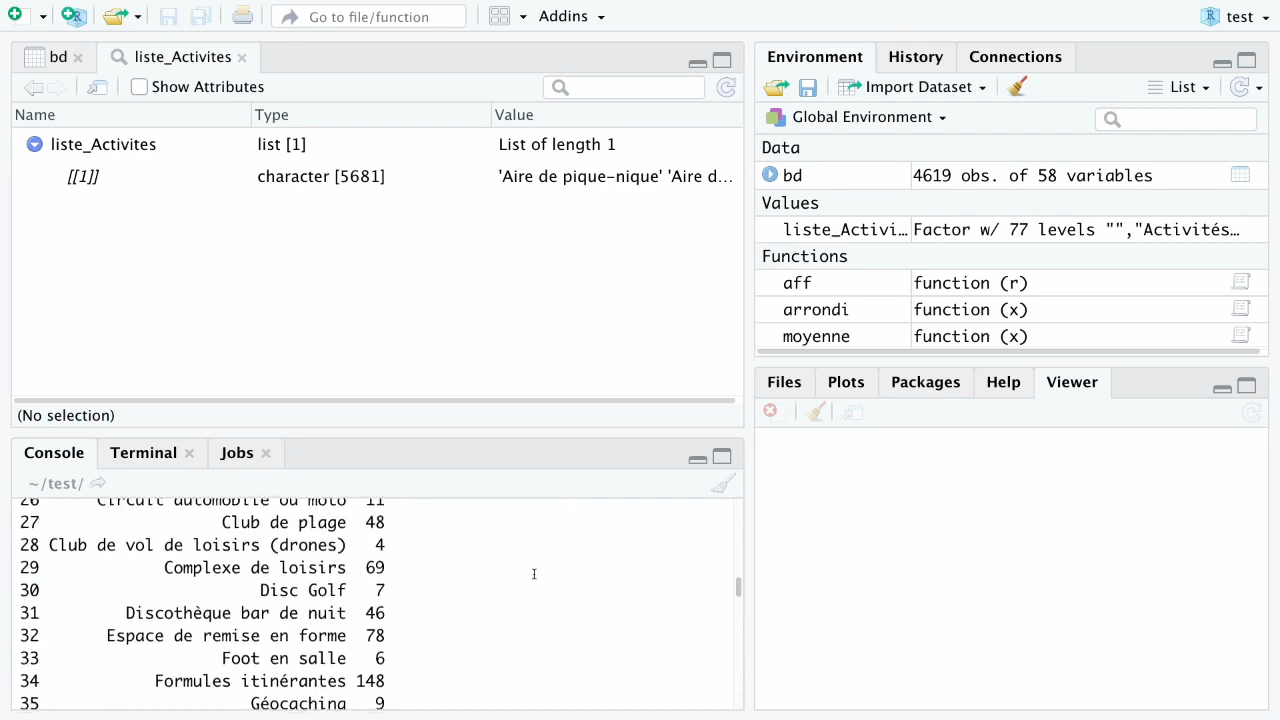 Go to file/function
Addins
test
bd
liste_Activites
Show Attributes
Name Type Value
liste_Activites list [1] List of length 1
[[1]] character [5681] 'Aire de pique-nique' 'Aire d…
(No selection)
Console Terminal Jobs
~/test/
26 Circuit automobile ou moto 11
27 Club de plage 48
28 Club de vol de loisirs (drones) 4
29 Complexe de loisirs 69
30 Disc Golf 7
31 Discothèque bar de nuit 46
32 Espace de remise en forme 78
33 Foot en salle 6
34 Formules itinérantes 148
35 Géocaching 9
Environment History Connections
Import Dataset List
Global Environment
Data
bd 4619 obs. of 58 variables
Values
liste_Activi… Factor w/ 77 levels "","Activités…
Functions
aff function (r)
arrondi function (x)
moyenne function (x)
Files Plots Packages Help Viewer